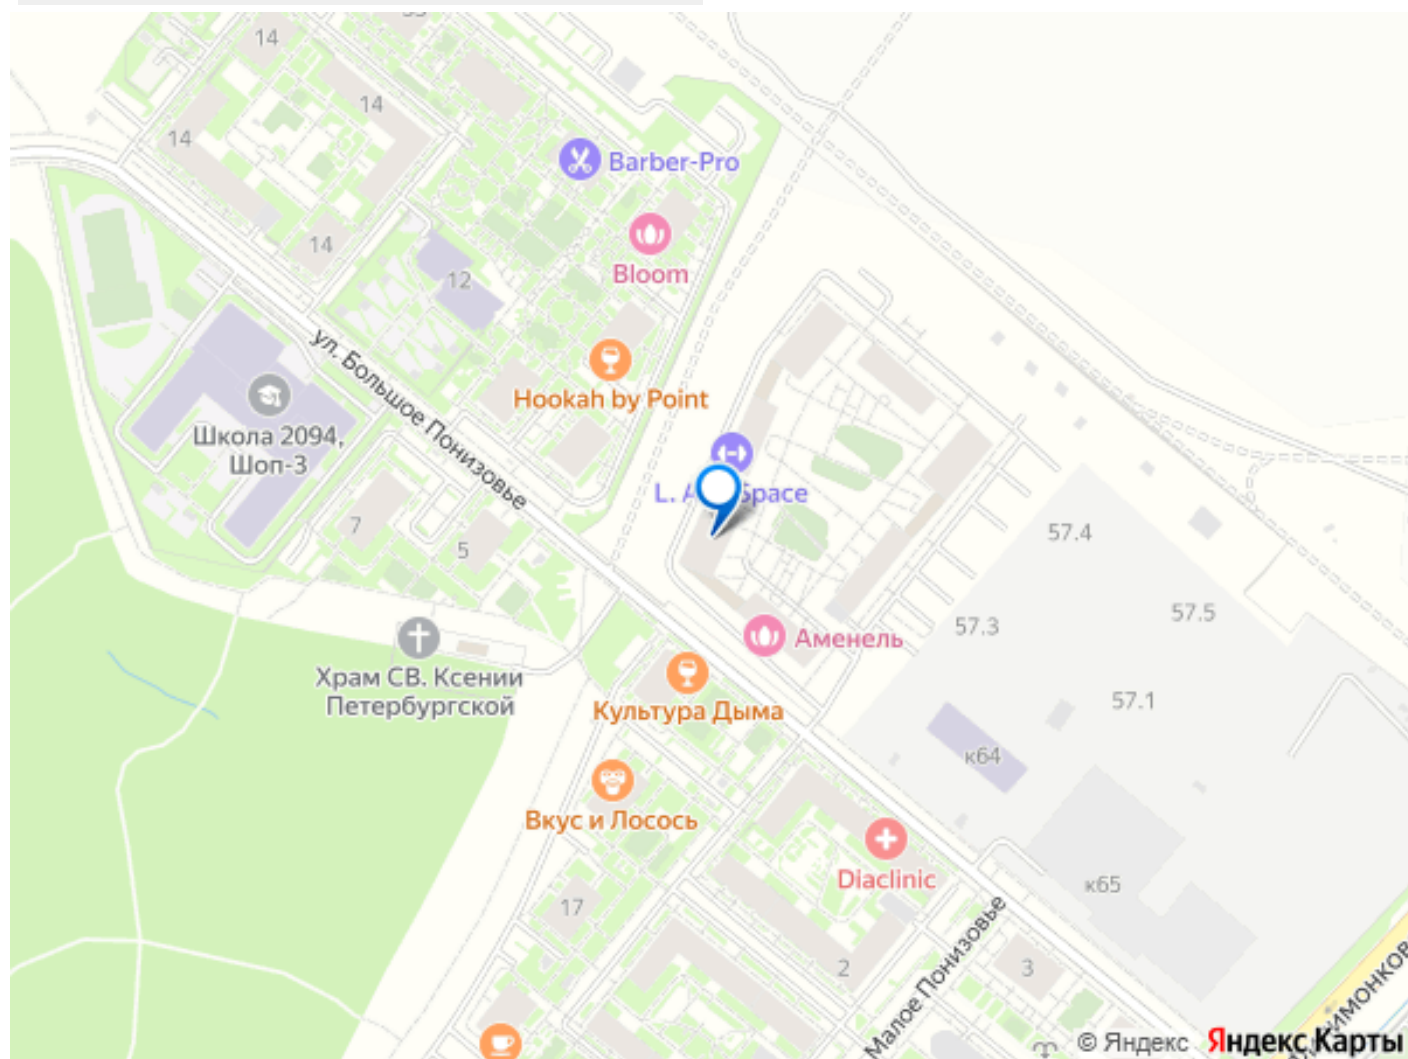 14
14
14
Barber-Pro
14
Bloom
12
ул. Большое Понизовье
Hookah by Point
Школа 2094,
Шоп-3
L. A
Space
7
5
57.4
57.5
57.3
Аменель
Храм СВ. Ксении
Петербургской
Культура Дыма
57.1
к64
Вкус и Лосось
Diaclinic
к65
17
2
Малое Понизовье
3
© Яндекс Яндекс Карты